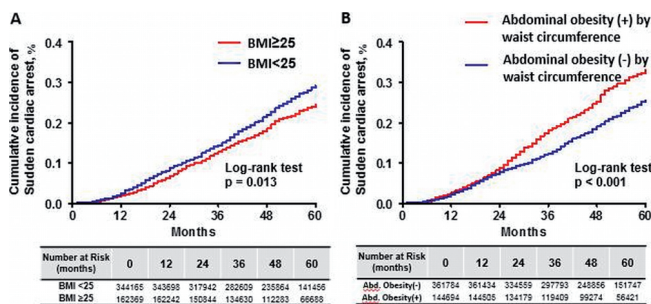 A
BMI≥25
BMI<25
Cumulative incidence of
Sudden cardiac arrest, %
0.4
0.3
0.2
0.1
0.0
Log-rank test
p = 0.013
0 12 24 36 48 60
Months
Number at Risk
(months) 0 12 24 36 48 60
BMI <25 344165 343698 317942 282609 235864 141456
BMI ≥25 162369 162242 150844 134630 112283 66688
B
Abdominal obesity (+) by
waist circumference
Abdominal obesity (-) by
waist circumference
Cumulative incidence of
Sudden cardiac arrest, %
0.4
0.3
0.2
0.1
0.0
Log-rank test
p < 0.001
0 12 24 36 48 60
Months
Number at Risk
(months) 0 12 24 36 48 60
Abd. Obesity(-) 361784 361434 334559 297793 248856 151747
Abd. Obesity(+) 144694 144505 134179 119409 99274 56421